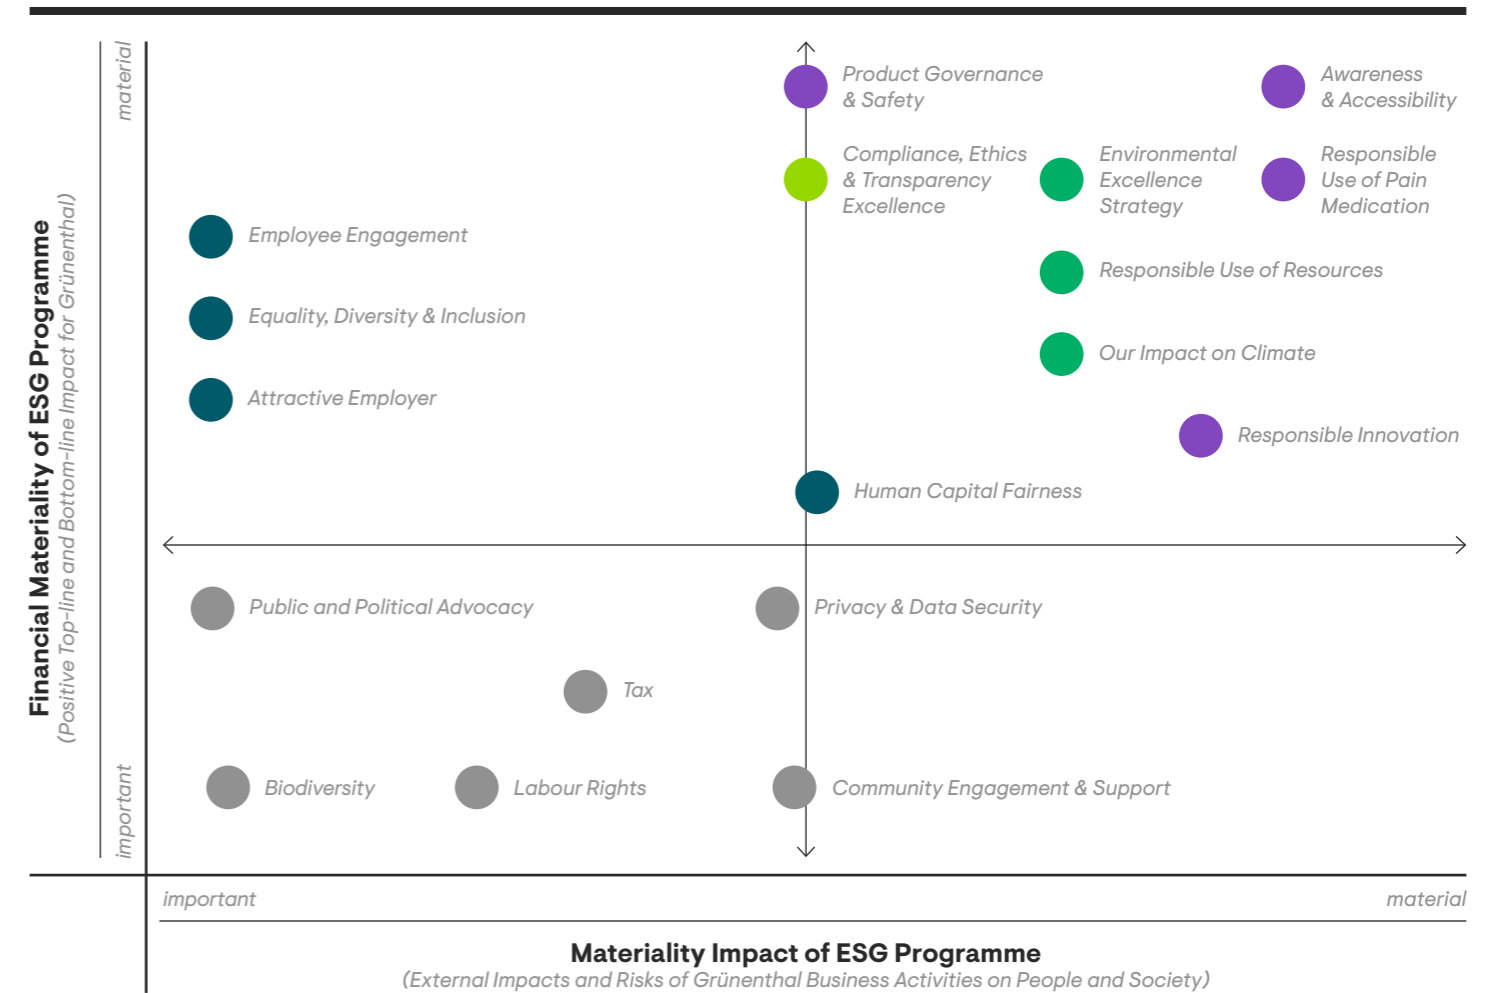 material
Product Governance
& Safety
Awareness
& Accessibility
Compliance, Ethics
& Transparency
Excellence
Environmental
Excellence
Strategy
Responsible
Use of Pain
Medication
Employee Engagement
Responsible Use of Resources
Equality, Diversity & Inclusion
Our Impact on Climate
Attractive Employer
Responsible Innovation
Human Capital Fairness
Financial Materiality of ESG Programme
(Positive Top-line and Bottom-line Impact for Grünenthal)
Public and Political Advocacy
Privacy & Data Security
Tax
Biodiversity
Labour Rights
Community Engagement & Support
important
important
material
Materiality Impact of ESG Programme
(External Impacts and Risks of Grünenthal Business Activities on People and Society)